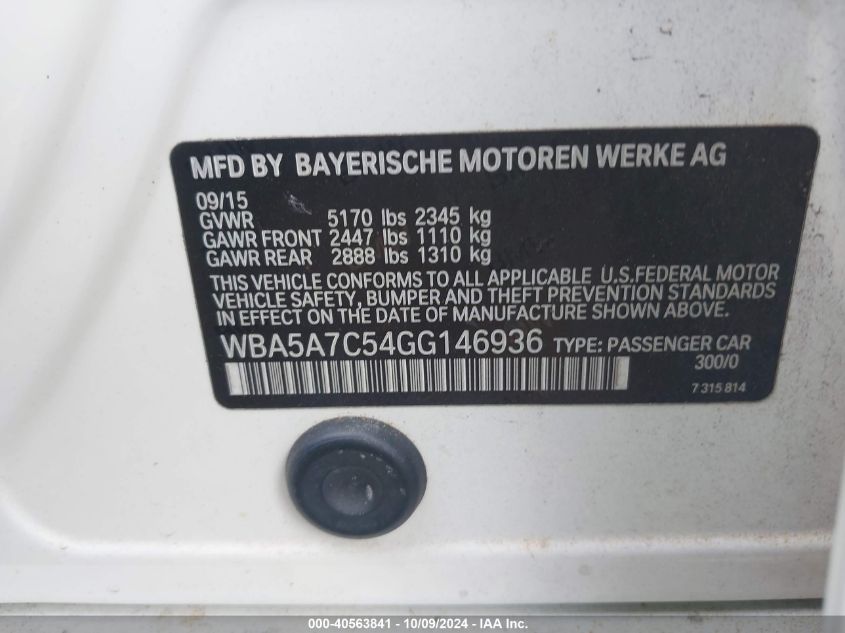 MFD BY BAYERISCHE MOTOREN WERKE AG
09/15
GVWR 5170 lbs 2345 kg
GAWR FRONT 2447 lbs 1110 kg
GAWR REAR 2888 lbs 1310 kg
THIS VEHICLE CONFORMS TO ALL APPLICABLE U.S.FEDERAL MOTOR
VEHICLE SAFETY, BUMPER AND THEFT PREVENTION STANDARDS
IN EFFECT ON THE DATE OF MANUFACTURE SHOWN ABOVE.
WBA5A7C54GG146936 TYPE: PASSENGER CAR
300/0
7 315 814
000-40563841 - 10/09/2024 - IAA Inc.